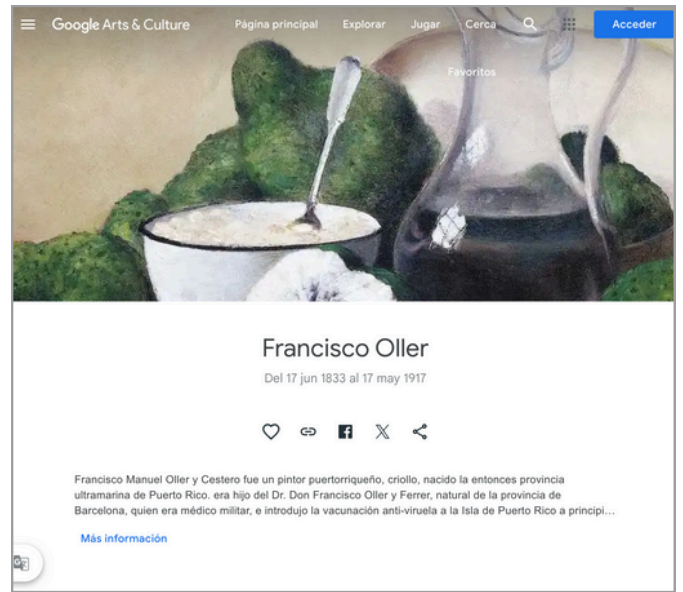 Google Arts & Culture Página principal Explorar Jugar Cerca Acceder
Favoritos
Francisco Oller
Del 17 jun 1833 al 17 may 1917
Francisco Manuel Oller y Cestero fue un pintor puertorriqueño, criollo, nacido la entonces provincia
ultramarina de Puerto Rico. era hijo del Dr. Don Francisco Oller y Ferrer, natural de la provincia de
Barcelona, quien era médico militar, e introdujo la vacunación anti-viruela a la Isla de Puerto Rico a principi...
Más información